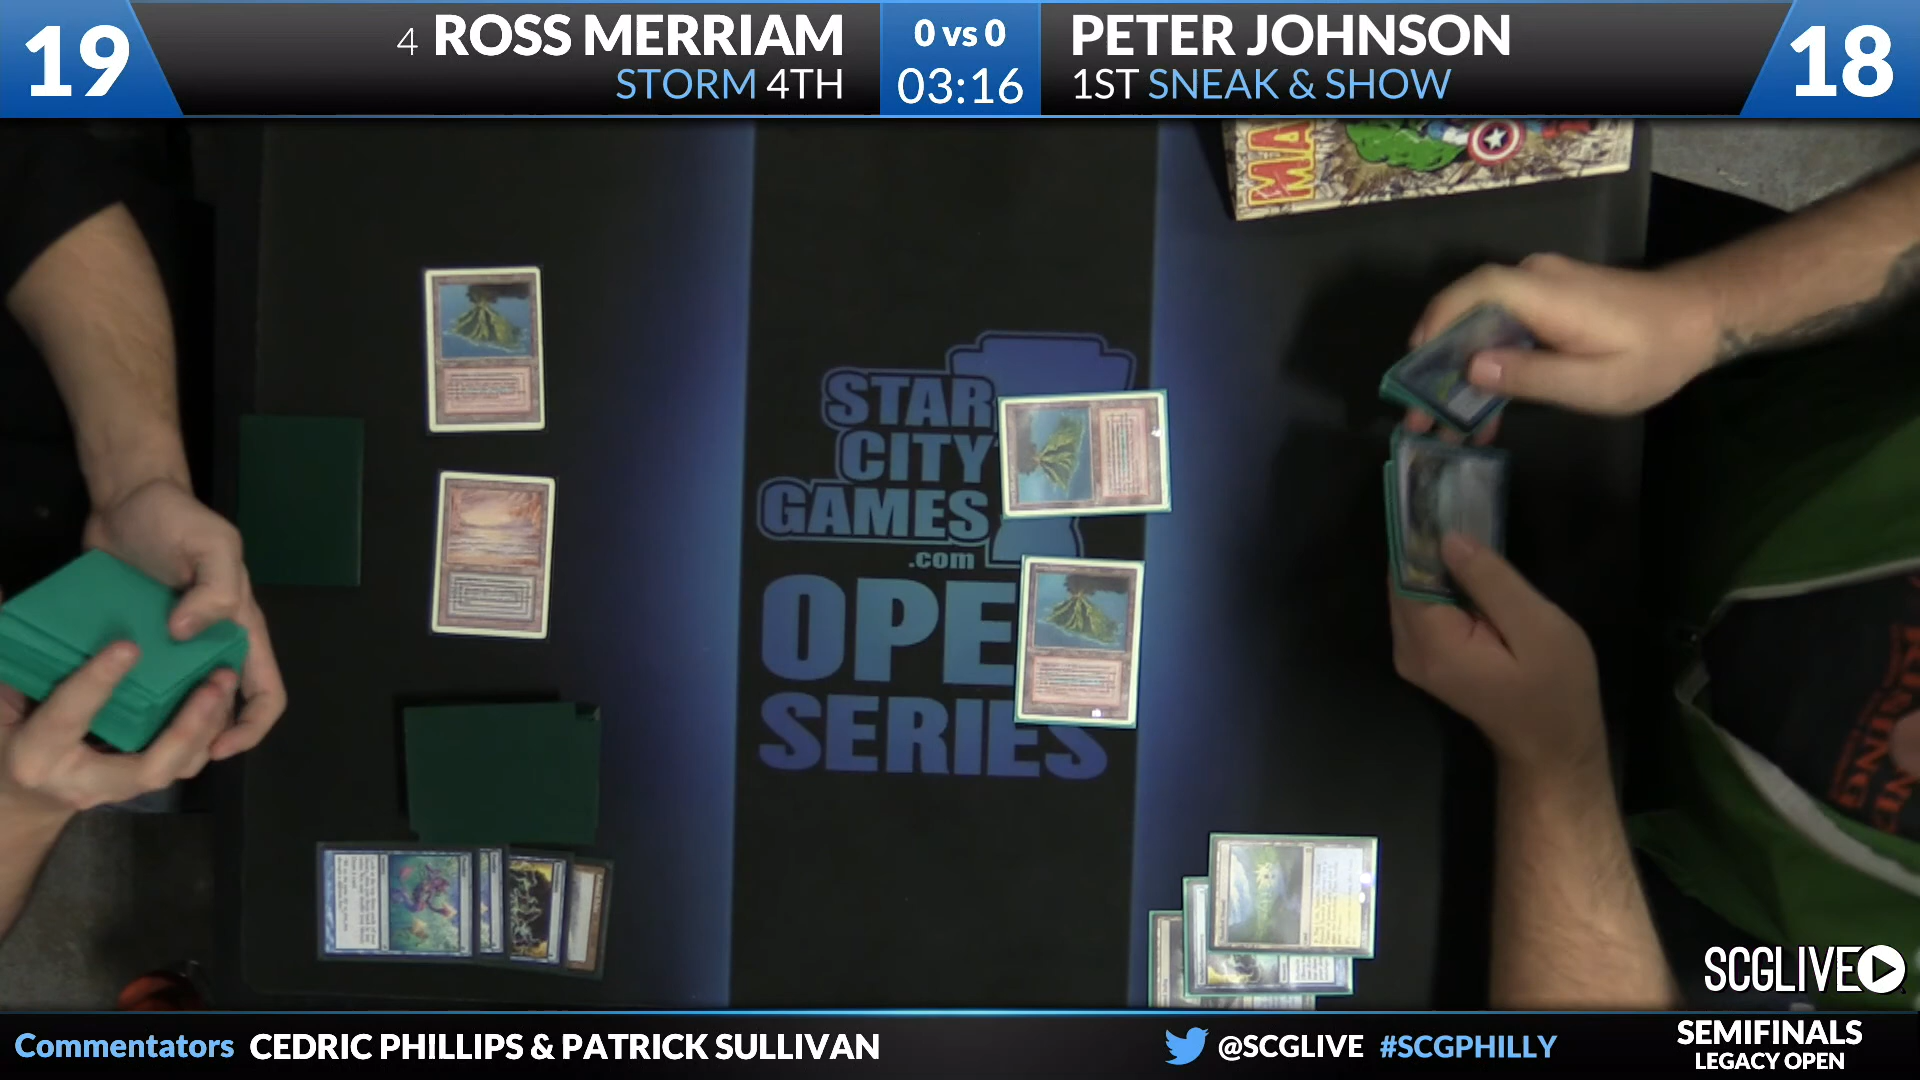 19
4 ROSS MERRIAM
STORM 4TH
0 vs 0
03:16
PETER JOHNSON
1ST SNEAK & SHOW
18
MA
STAR
CITY
GAMES
.com
OPE
SERIES
SCGLIVE
Commentators CEDRIC PHILLIPS & PATRICK SULLIVAN
@SCGLIVE #SCGPHILLY
SEMIFINALS
LEGACY OPEN